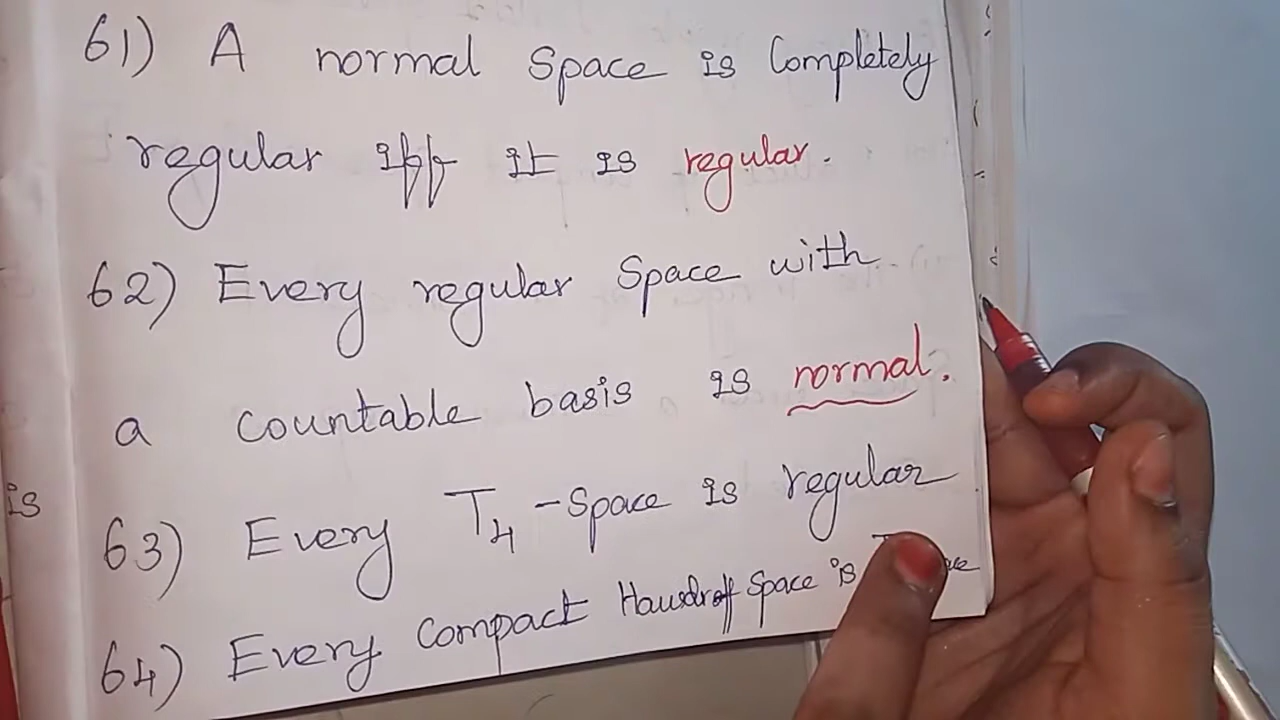 61) A normal Space is Completely
regular iff it is regular.
62) Every regular Space with
a Countable basis is normal.
63) Every T4-Space is regular
64) Every Compact Hausdroff Space is
is